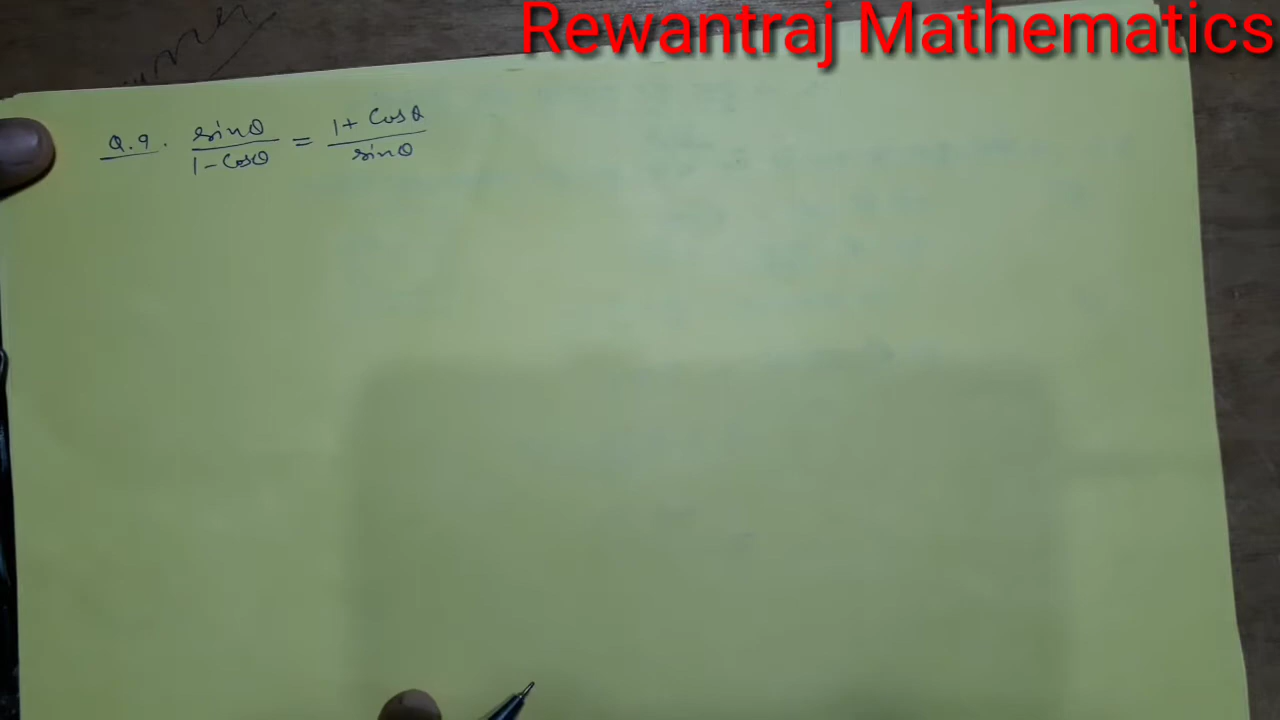 Rewantraj Mathematics
Q.9. sinθ/1-Cosθ = 1+Cosθ/sinθ